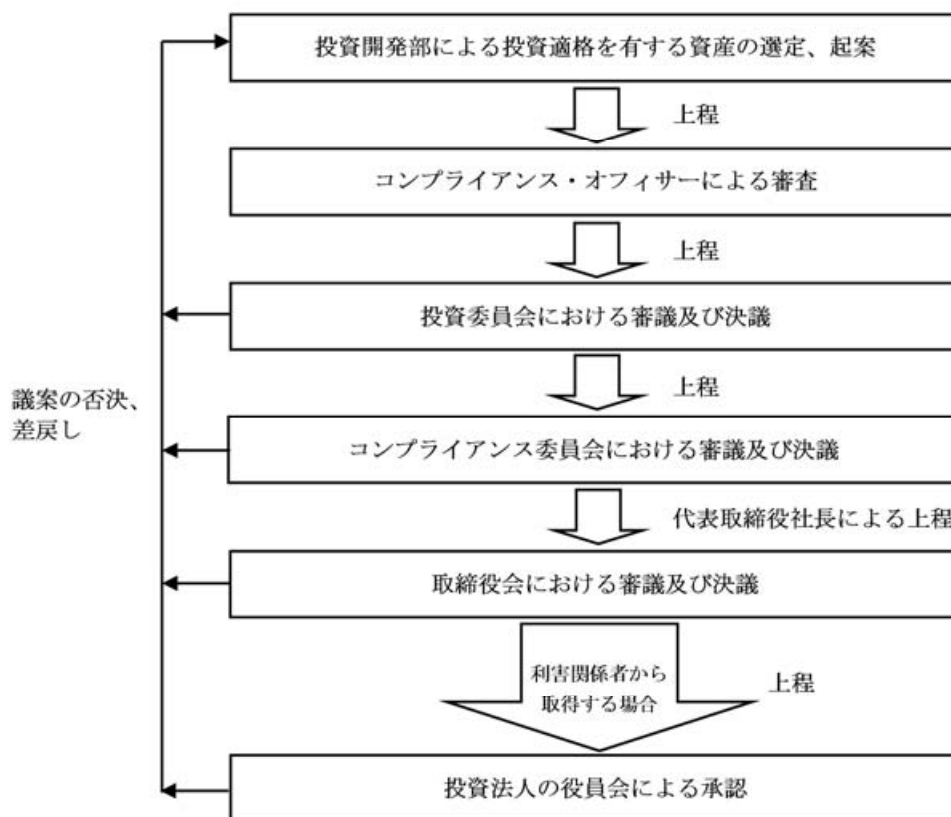 投資開発部による投資適格を有する資産の選定、起案
上程
コンプライアンス・オフィサーによる審査
上程
投資委員会における審議及び決議
上程
議案の否決、
差戻し
コンプライアンス委員会における審議及び決議
代表取締役社長による上程
取締役会における審議及び決議
利害関係者から
取得する場合
上程
投資法人の役員会による承認